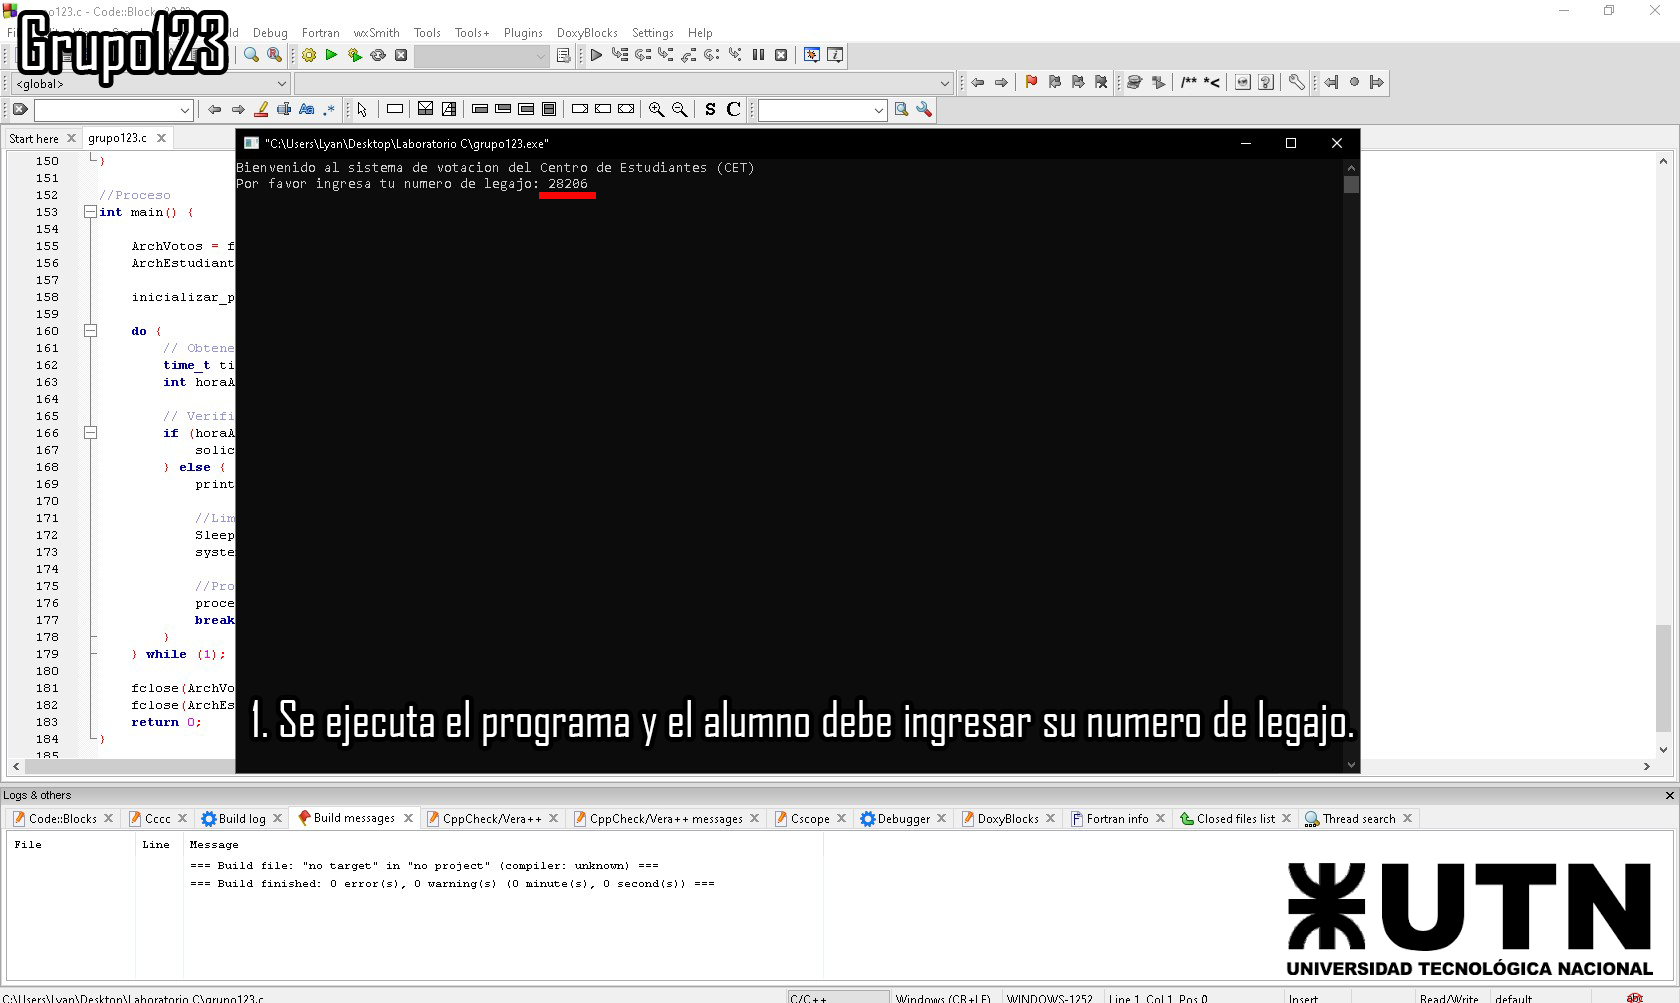 grupo123.c - Code::Blocks 20.03
Grupo123
Debug Fortran wxSmith Tools Tools+ Plugins DoxyBlocks Settings Help
<global>
/** *<
Aa .*
S C
Start here
grupo123.c
"C:\Users\Lyan\Desktop\Laboratorio C\grupo123.exe"
Bienvenido al sistema de votacion del Centro de Estudiantes (CET)
Por favor ingresa tu numero de legajo: 28206
150 }
151
152 //Proceso
153 int main() {
154
155 ArchVotos = f
156 ArchEstudiant
157
158 inicializar_p
159
160 do {
161 // Obtene
162 time_t ti
163 int horaA
164
165 // Verifi
166 if (horaA
167 solic
168 } else {
169 print
170
171 //Lim
172 Sleep
173 syste
174
175 //Pro
176 proce
177 break
178 }
179 } while (1);
180
181 fclose(ArchVo
182 fclose(ArchEs
183 return 0;
184 }
185
1. Se ejecuta el programa y el alumno debe ingresar su numero de legajo.
Logs & others
Code::Blocks Cccc Build log Build messages CppCheck/Vera++ CppCheck/Vera++ messages Cscope Debugger DoxyBlocks Fortran info Closed files list Thread search
File Line Message
=== Build file: "no target" in "no project" (compiler: unknown) ===
=== Build finished: 0 error(s), 0 warning(s) (0 minute(s), 0 second(s)) ===
UTN
UNIVERSIDAD TECNOLÓGICA NACIONAL
C:\Users\Lyan\Desktop\Laboratorio C\grupo123.c C/C++ Windows (CR+LF) WINDOWS-1252 Line 1, Col 1, Pos 0 Insert Read/Write default